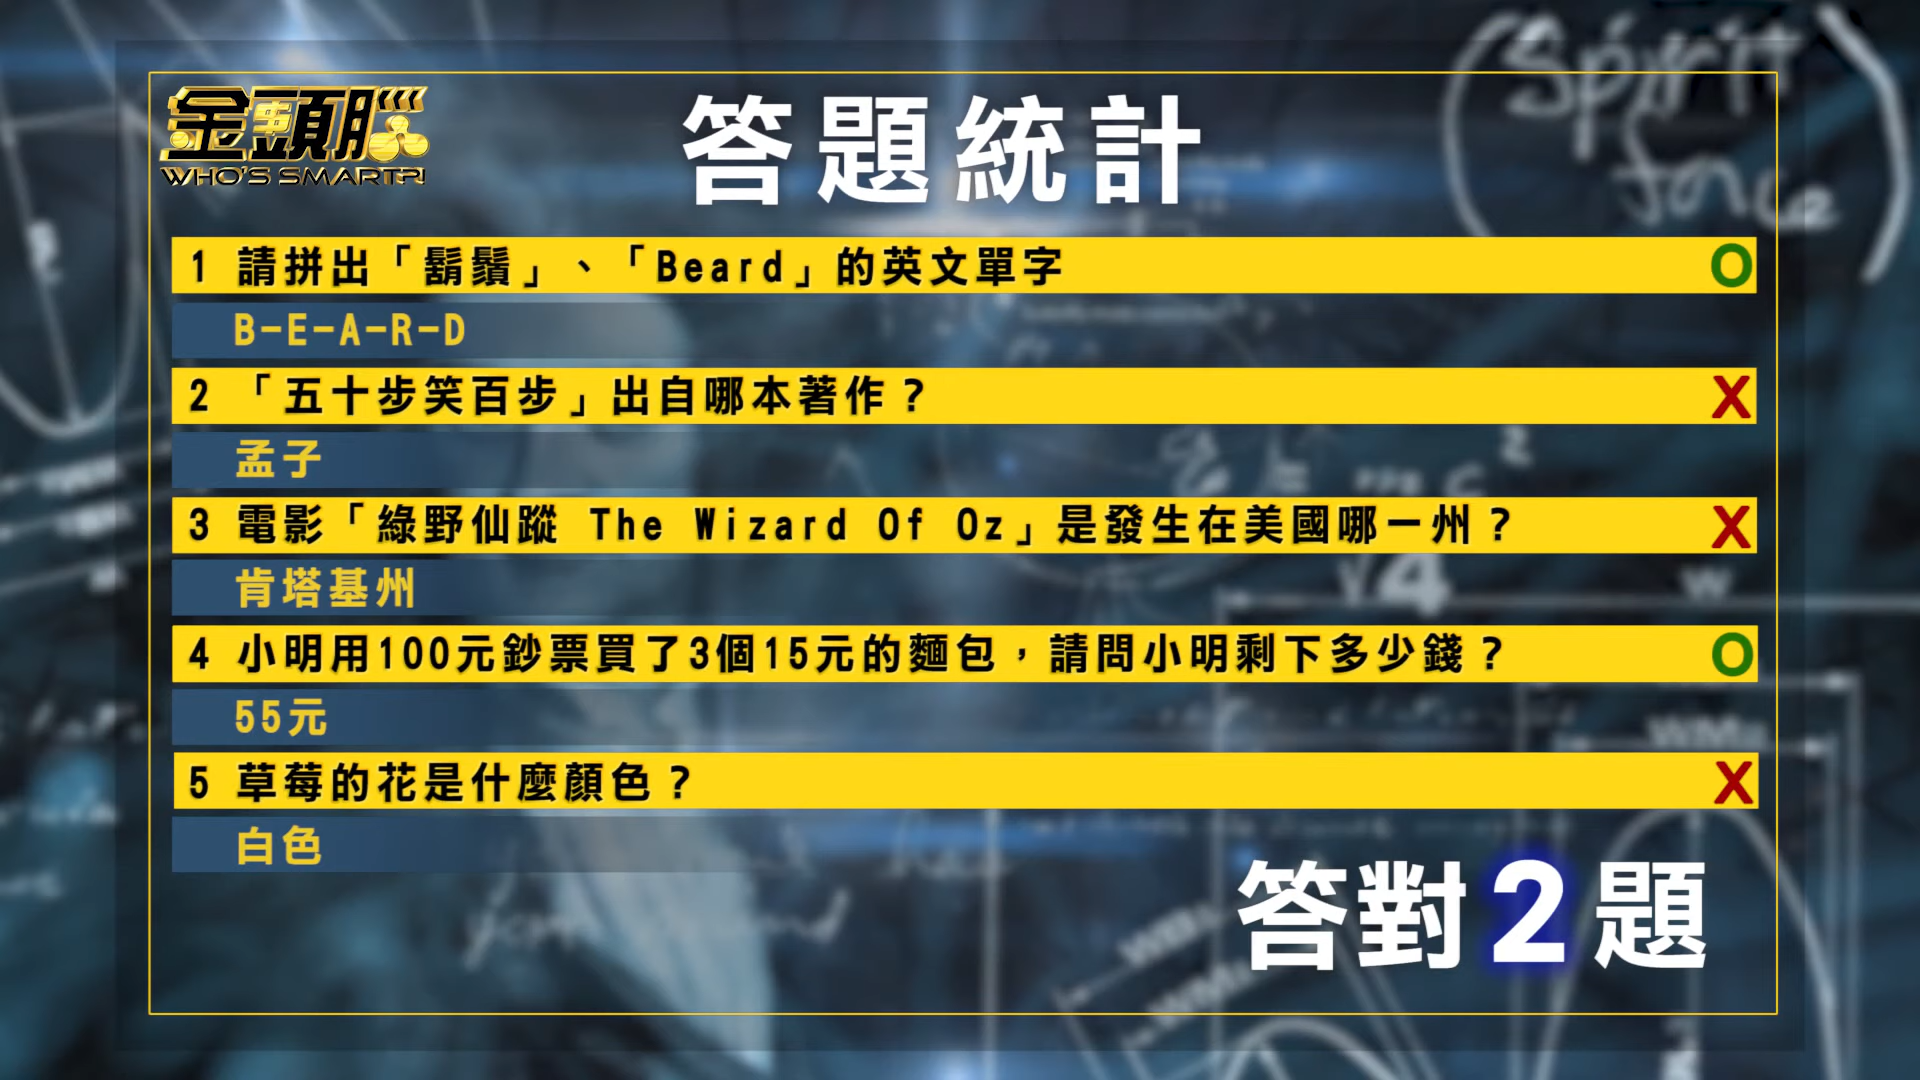 金頭腦
WHO'S SMART?!
答題統計
1 請拼出「鬍鬚」、「Beard」的英文單字 O
B-E-A-R-D
2 「五十步笑百步」出自哪本著作？ X
孟子
3 電影「綠野仙蹤 The Wizard Of Oz」是發生在美國哪一州？ X
肯塔基州
4 小明用100元鈔票買了3個15元的麵包，請問小明剩下多少錢？ O
55元
5 草莓的花是什麼顏色？ X
白色
答對2題
(Spirit
force